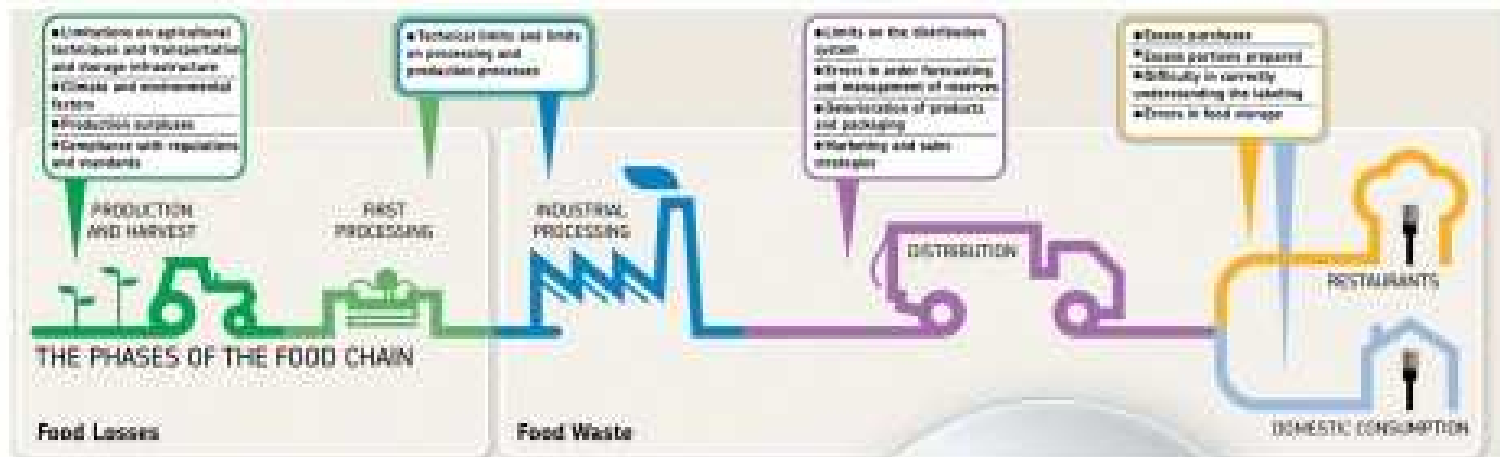 •Limitations on agricultural
techniques and transportation
and storage infrastructure
•Climate and environmental
factors
•Production surpluses
•Compliance with regulations
and standards
•Technical limits and limits
on processing and
production processes
•Limits on the distribution
system
•Errors in order forecasting
and management of reserves
•Deterioration of products
and packaging
•Marketing and sales
strategies
•Excess purchases
•Excess portions prepared
•Difficulty in correctly
understanding the labeling
•Errors in food storage
PRODUCTION
AND HARVEST
FIRST
PROCESSING
INDUSTRIAL
PROCESSING
DISTRIBUTION
RESTAURANTS
DOMESTIC CONSUMPTION
THE PHASES OF THE FOOD CHAIN
Food Losses
Food Waste